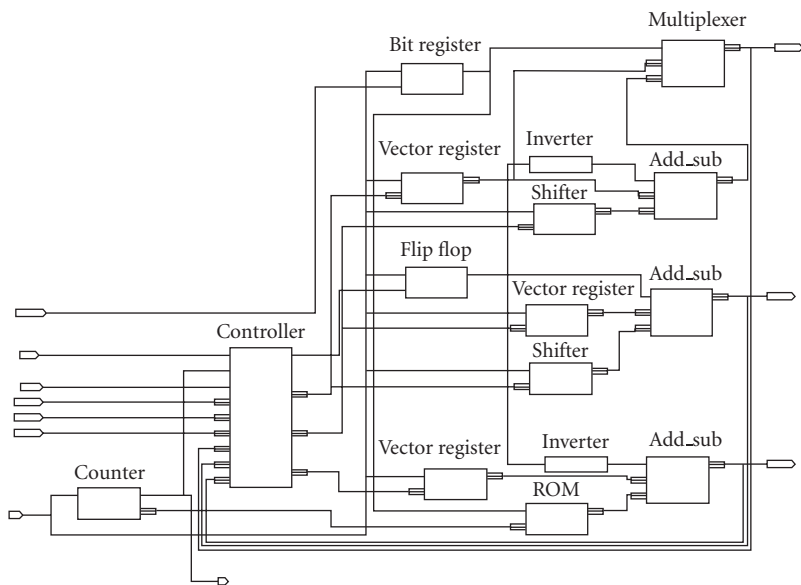 Multiplexer
Bit register
Inverter
Vector register
Add_sub
Shifter
Flip flop
Add_sub
Vector register
Controller
Shifter
Inverter
Add_sub
Vector register
Counter
ROM